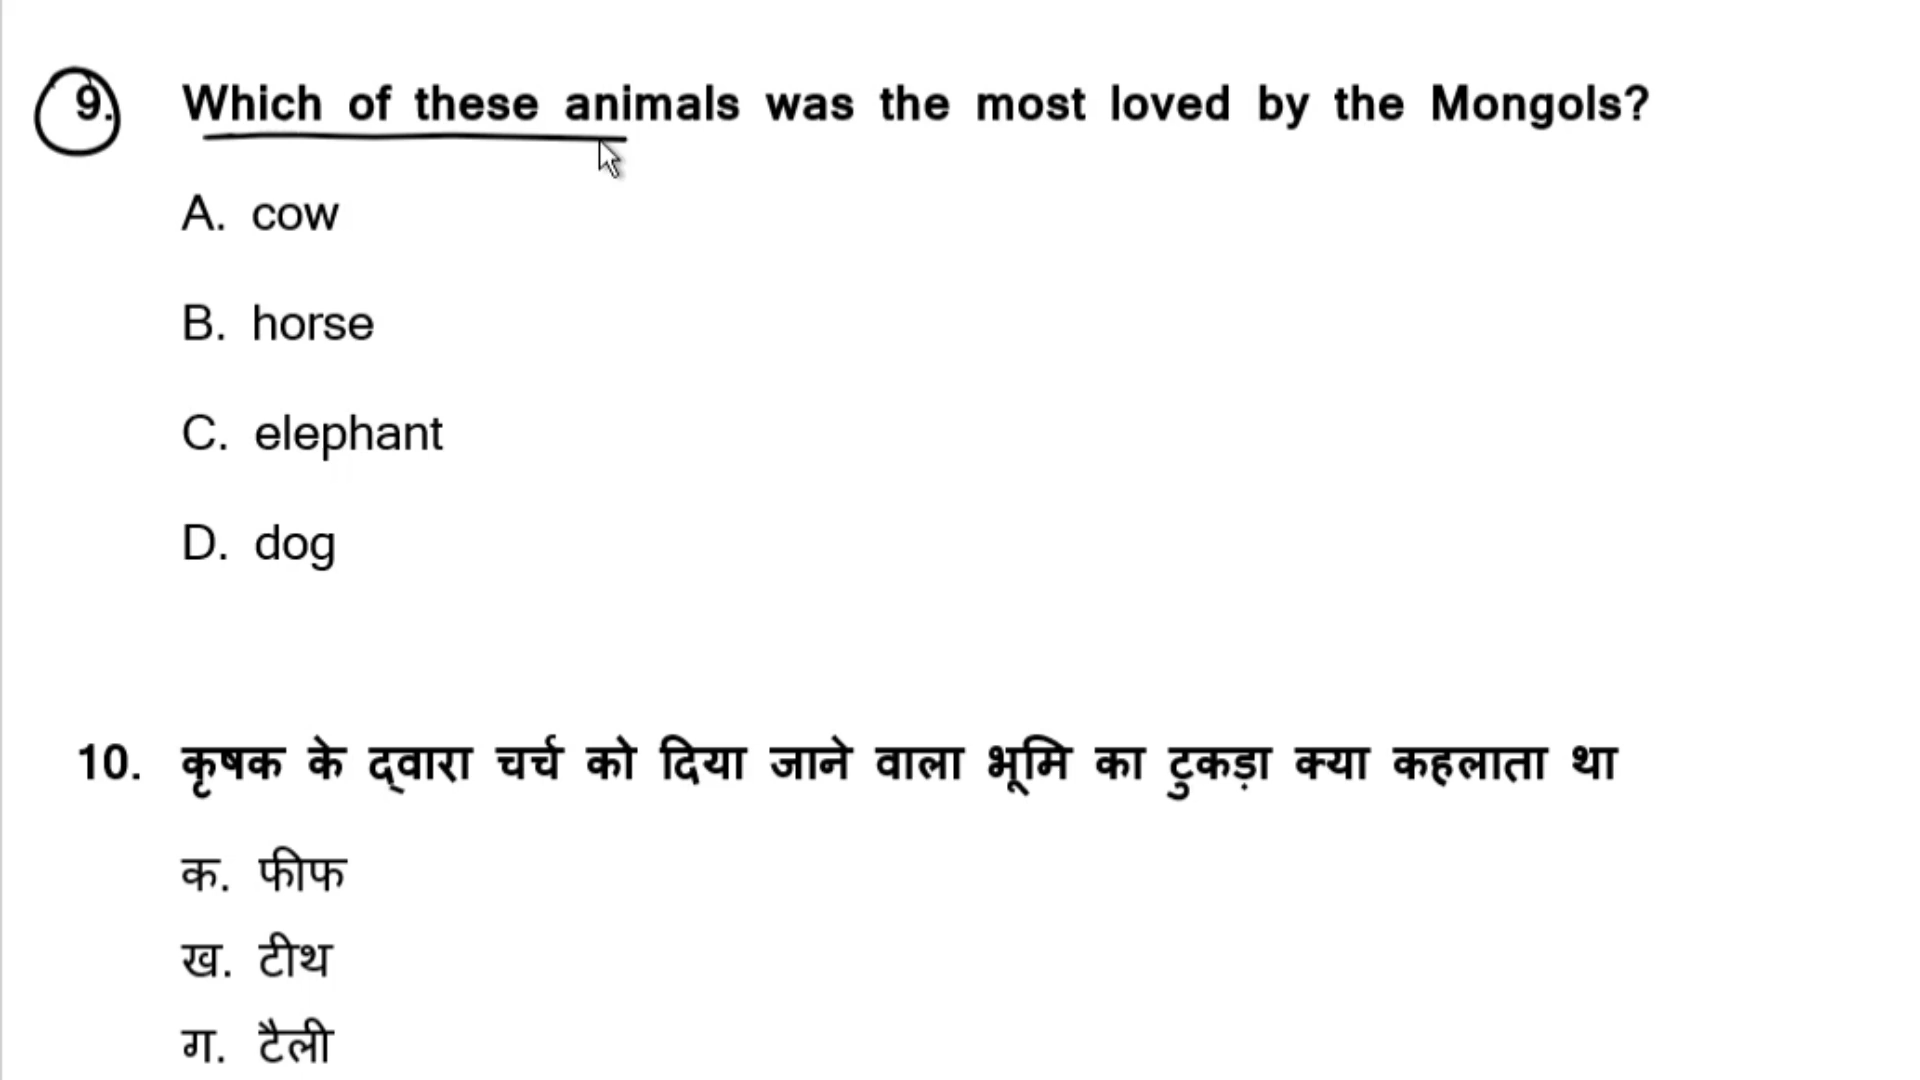 9. Which of these animals was the most loved by the Mongols?
A. cow
B. horse
C. elephant
D. dog
10. कृषक के द्वारा चर्च को दिया जाने वाला भूमि का टुकड़ा क्या कहलाता था
क. फीफ
ख. टीथ
ग. टैली